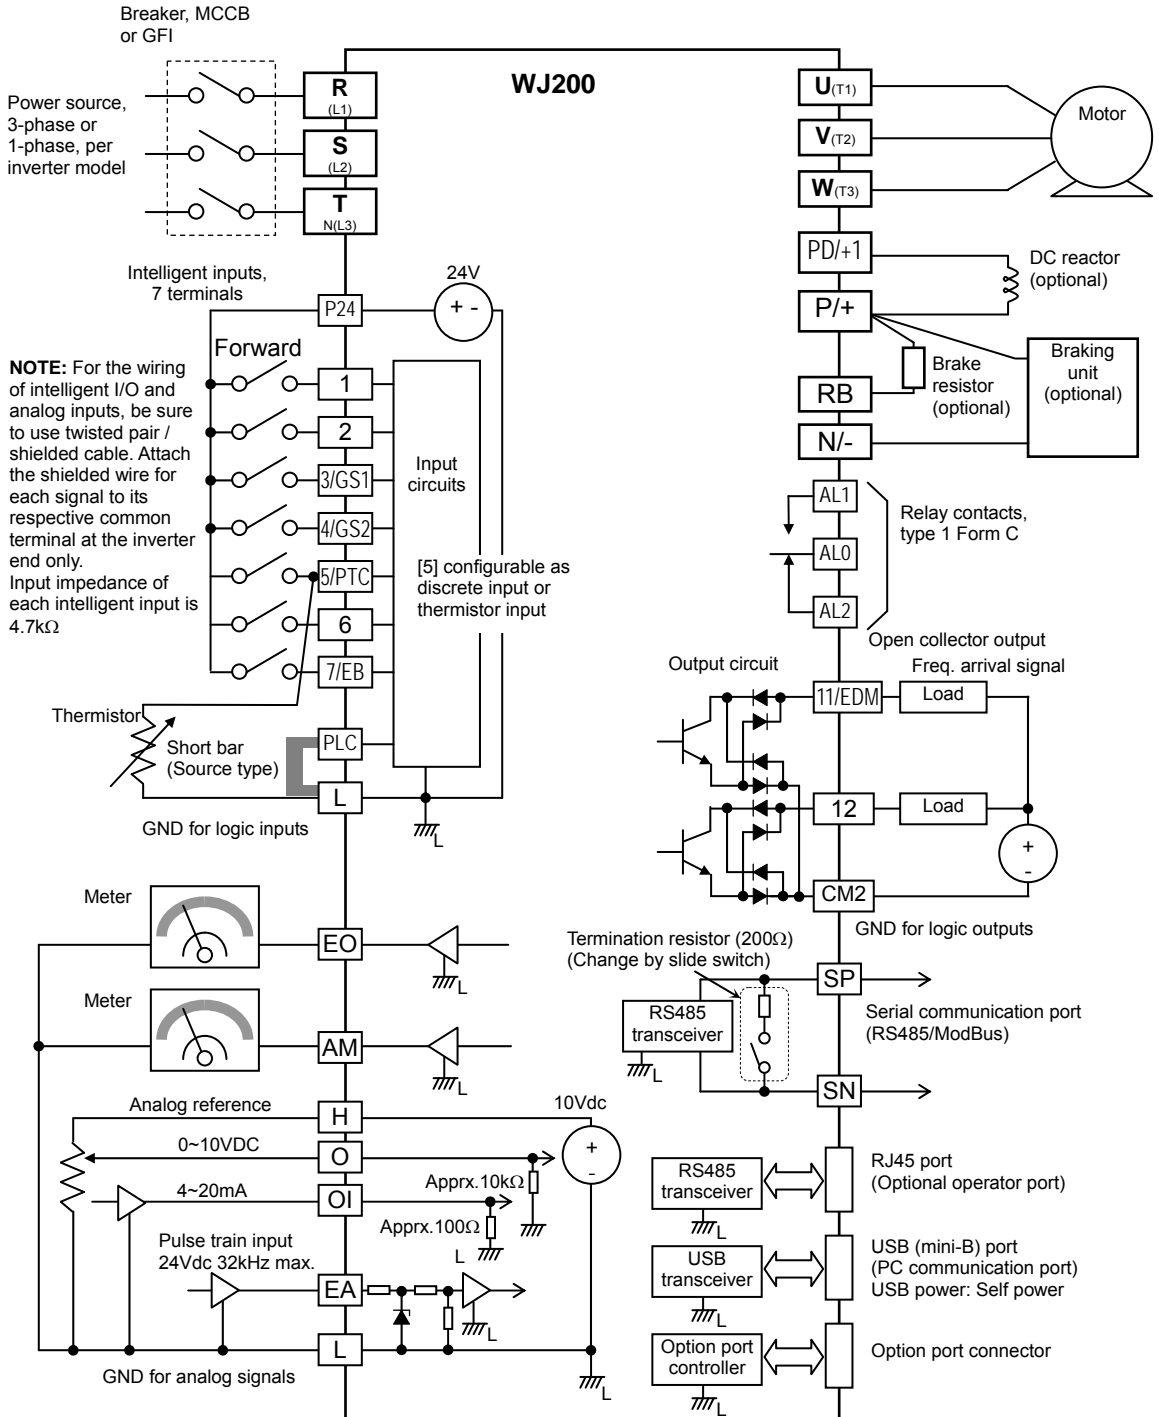 Breaker, MCCB
or GFI
WJ200
Power source,
3-phase or
1-phase, per
inverter model
R
(L1)
S
(L2)
T
N(L3)
U(T1)
V(T2)
W(T3)
Motor
PD/+1
P/+
RB
N/-
DC reactor
(optional)
Brake
resistor
(optional)
Braking
unit
(optional)
Intelligent inputs,
7 terminals
P24
24V
+ -
Forward
NOTE: For the wiring
of intelligent I/O and
analog inputs, be sure
to use twisted pair /
shielded cable. Attach
the shielded wire for
each signal to its
respective common
terminal at the inverter
end only.
Input impedance of
each intelligent input is
4.7kΩ
1
2
3/GS1
4/GS2
5/PTC
6
7/EB
PLC
L
Input
circuits
[5] configurable as
discrete input or
thermistor input
Thermistor
Short bar
(Source type)
GND for logic inputs
L
AL1
AL0
AL2
Relay contacts,
type 1 Form C
Open collector output
Output circuit
Freq. arrival signal
11/EDM
Load
12
Load
+
-
CM2
GND for logic outputs
Meter
EO
L
Meter
AM
L
Termination resistor (200Ω)
(Change by slide switch)
RS485
transceiver
L
SP
SN
Serial communication port
(RS485/ModBus)
Analog reference
H
10Vdc
+
-
0~10VDC
O
Apprx.10kΩ
4~20mA
OI
Apprx.100Ω
L
Pulse train input
24Vdc 32kHz max.
EA
L
L
GND for analog signals
L
RS485
transceiver
L
RJ45 port
(Optional operator port)
USB
transceiver
L
USB (mini-B) port
(PC communication port)
USB power: Self power
Option port
controller
L
Option port connector